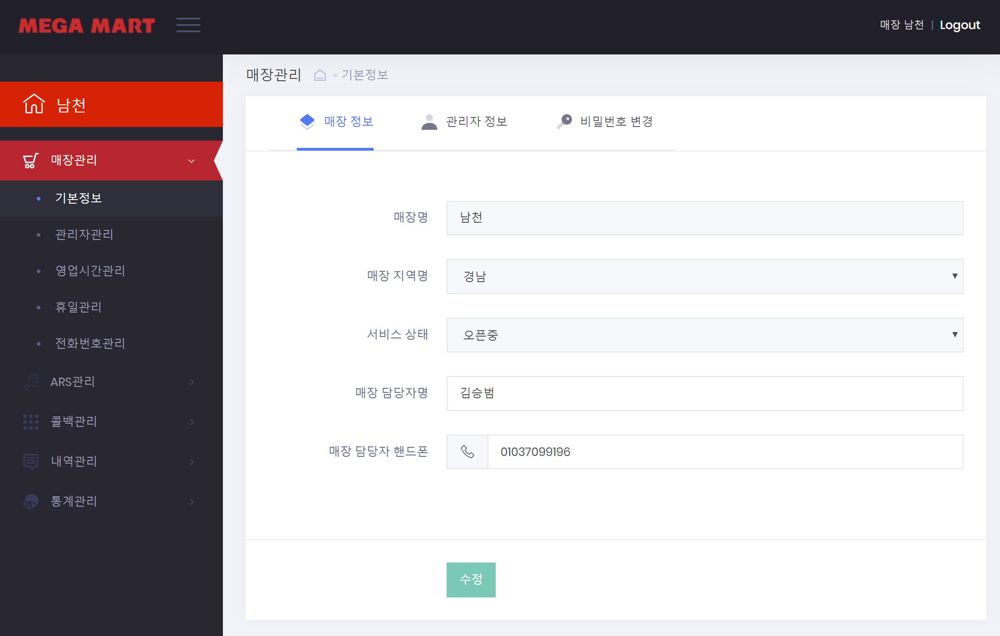 MEGA MART
매장 남천 | Logout
남천
매장관리
기본정보
관리자관리
영업시간관리
휴일관리
전화번호관리
ARS관리
콜백관리
내역관리
통계관리
매장관리 • 기본정보
매장 정보 관리자 정보 비밀번호 변경
매장명 남천
매장 지역명 경남
서비스 상태 오픈중
매장 담당자명 김승범
매장 담당자 핸드폰 01037099196
수정